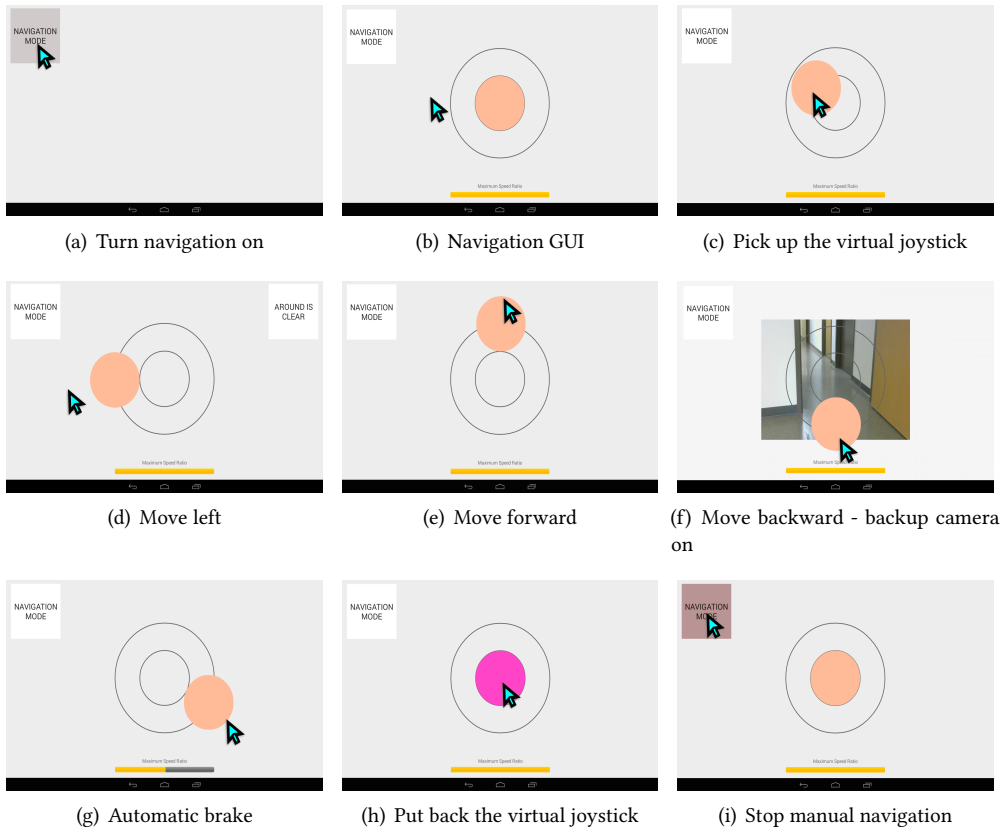 NAVIGATION
MODE
(a) Turn navigation on
NAVIGATION
MODE
Maximum Speed Ratio
(b) Navigation GUI
NAVIGATION
MODE
Maximum Speed Ratio
(c) Pick up the virtual joystick
NAVIGATION
MODE
AROUND IS
CLEAR
Maximum Speed Ratio
(d) Move left
NAVIGATION
MODE
Maximum Speed Ratio
(e) Move forward
NAVIGATION
MODE
Maximum Speed Ratio
(f) Move backward - backup camera
on
NAVIGATION
MODE
Maximum Speed Ratio
(g) Automatic brake
NAVIGATION
MODE
Maximum Speed Ratio
(h) Put back the virtual joystick
NAVIGATION
MODE
Maximum Speed Ratio
(i) Stop manual navigation